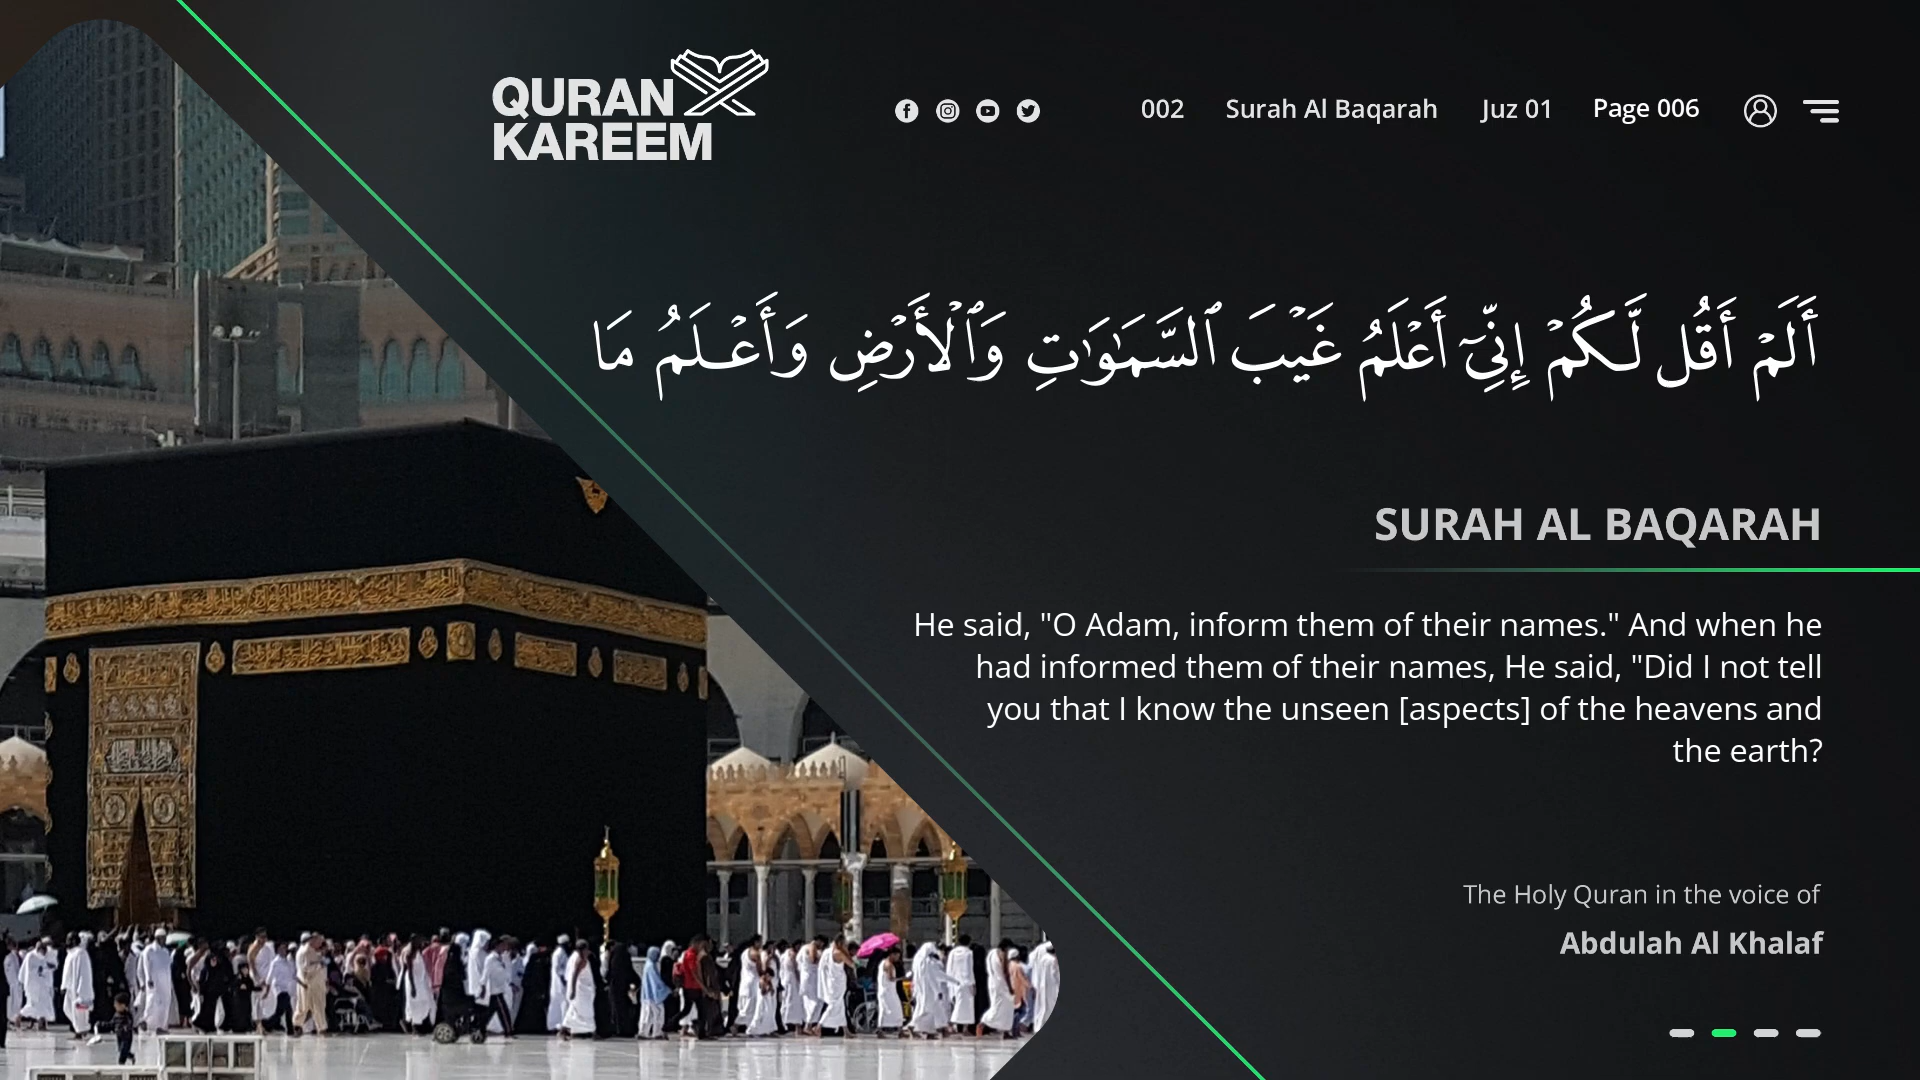 QURAN
KAREEM
002 Surah Al Baqarah Juz 01 Page 006
أَلَمْ أَقُل لَّكُمْ إِنِّىٓ أَعْلَمُ غَيْبَ ٱلسَّمَـٰوَٰتِ وَٱلْأَرْضِ وَأَعْـلَمُ مَا
SURAH AL BAQARAH
He said, "O Adam, inform them of their names." And when he
had informed them of their names, He said, "Did I not tell
you that I know the unseen [aspects] of the heavens and
the earth?
The Holy Quran in the voice of
Abdulah Al Khalaf